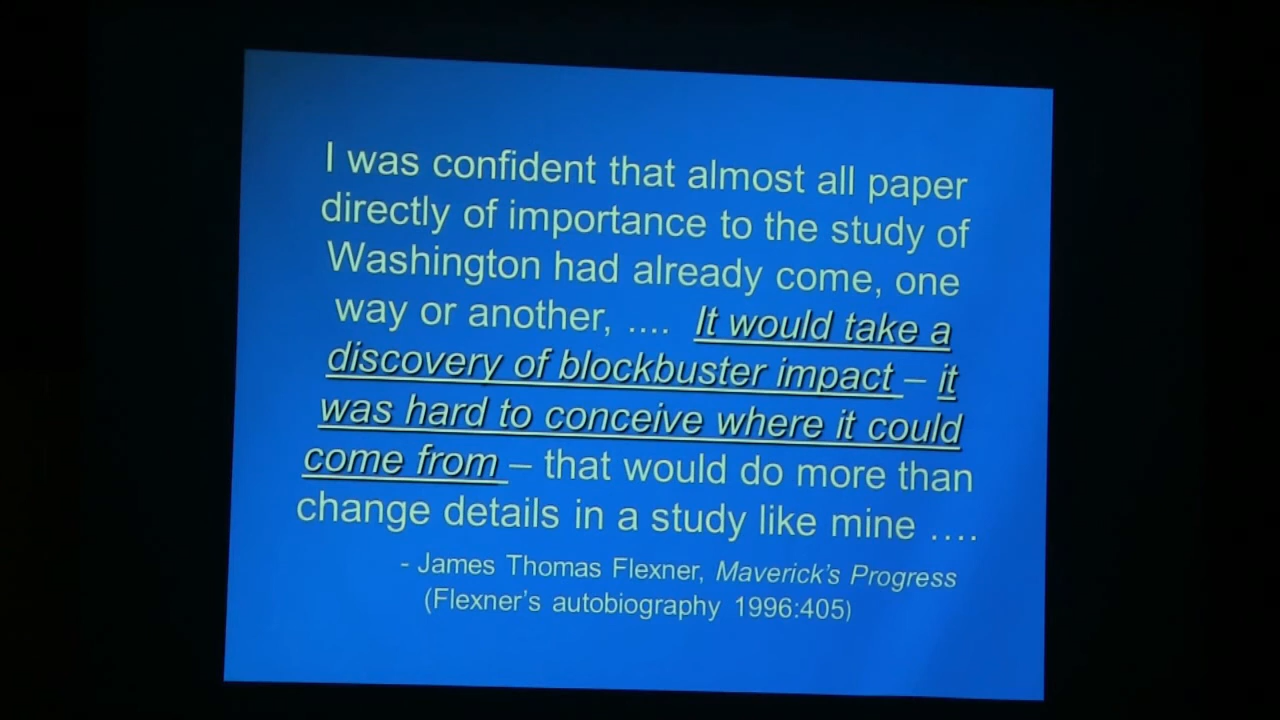 I was confident that almost all paper
directly of importance to the study of
Washington had already come, one
way or another, .... It would take a
discovery of blockbuster impact – it
was hard to conceive where it could
come from – that would do more than
change details in a study like mine ....
- James Thomas Flexner, Maverick's Progress
(Flexner's autobiography 1996:405)